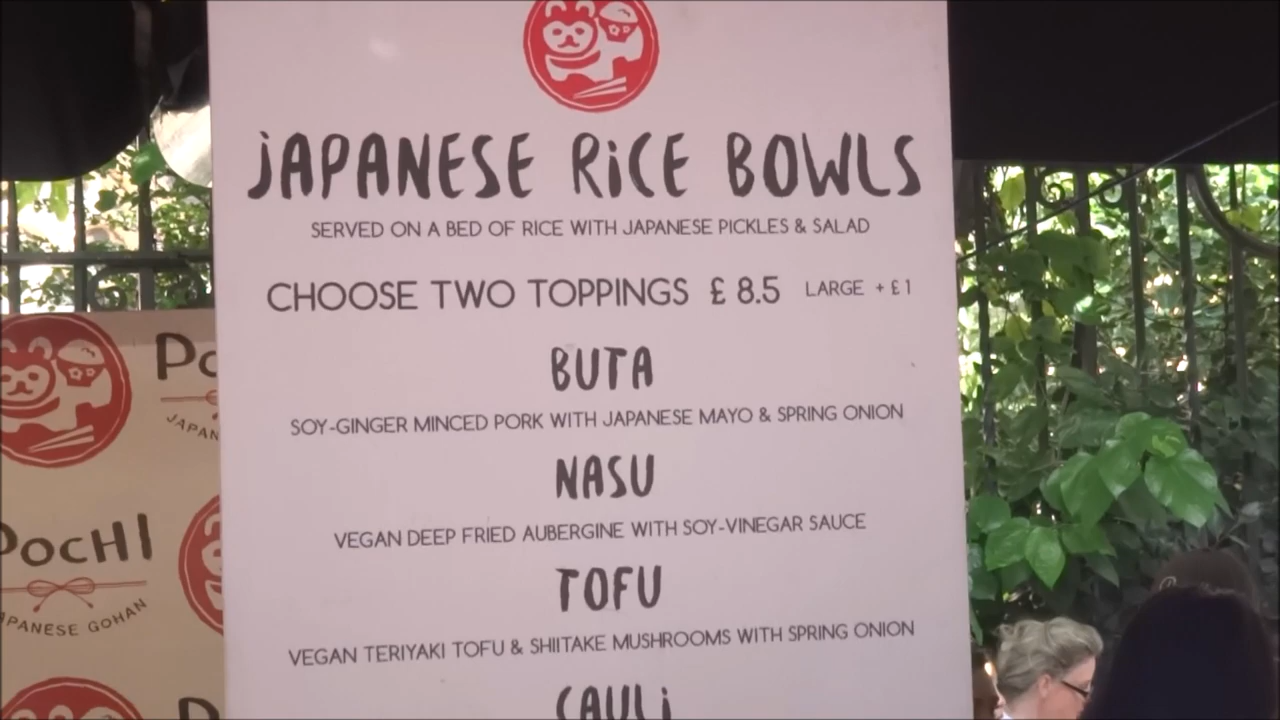 JAPANESE RICE BOWLS
SERVED ON A BED OF RICE WITH JAPANESE PICKLES & SALAD
CHOOSE TWO TOPPINGS £ 8.5 LARGE + £1
BUTA
SOY-GINGER MINCED PORK WITH JAPANESE MAYO & SPRING ONION
NASU
VEGAN DEEP FRIED AUBERGINE WITH SOY-VINEGAR SAUCE
TOFU
VEGAN TERIYAKI TOFU & SHIITAKE MUSHROOMS WITH SPRING ONION
CAULI
POCHI
JAPANESE GOHAN